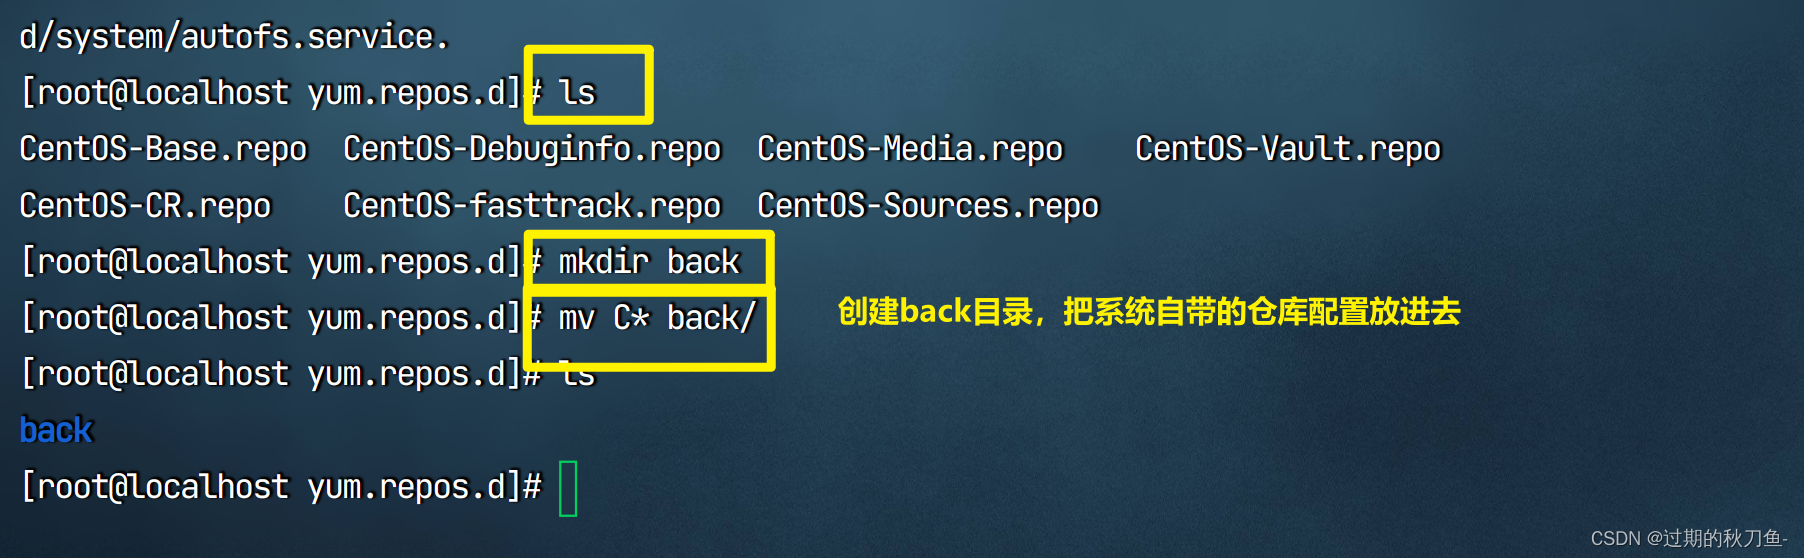 d/system/autofs.service.
[root@localhost yum.repos.d]# ls
CentOS-Base.repo  CentOS-Debuginfo.repo  CentOS-Media.repo    CentOS-Vault.repo
CentOS-CR.repo    CentOS-fasttrack.repo  CentOS-Sources.repo
[root@localhost yum.repos.d]# mkdir back
[root@localhost yum.repos.d]# mv C* back/
创建back目录，把系统自带的仓库配置放进去
[root@localhost yum.repos.d]# ls
back
[root@localhost yum.repos.d]#
CSDN @过期的秋刀鱼-